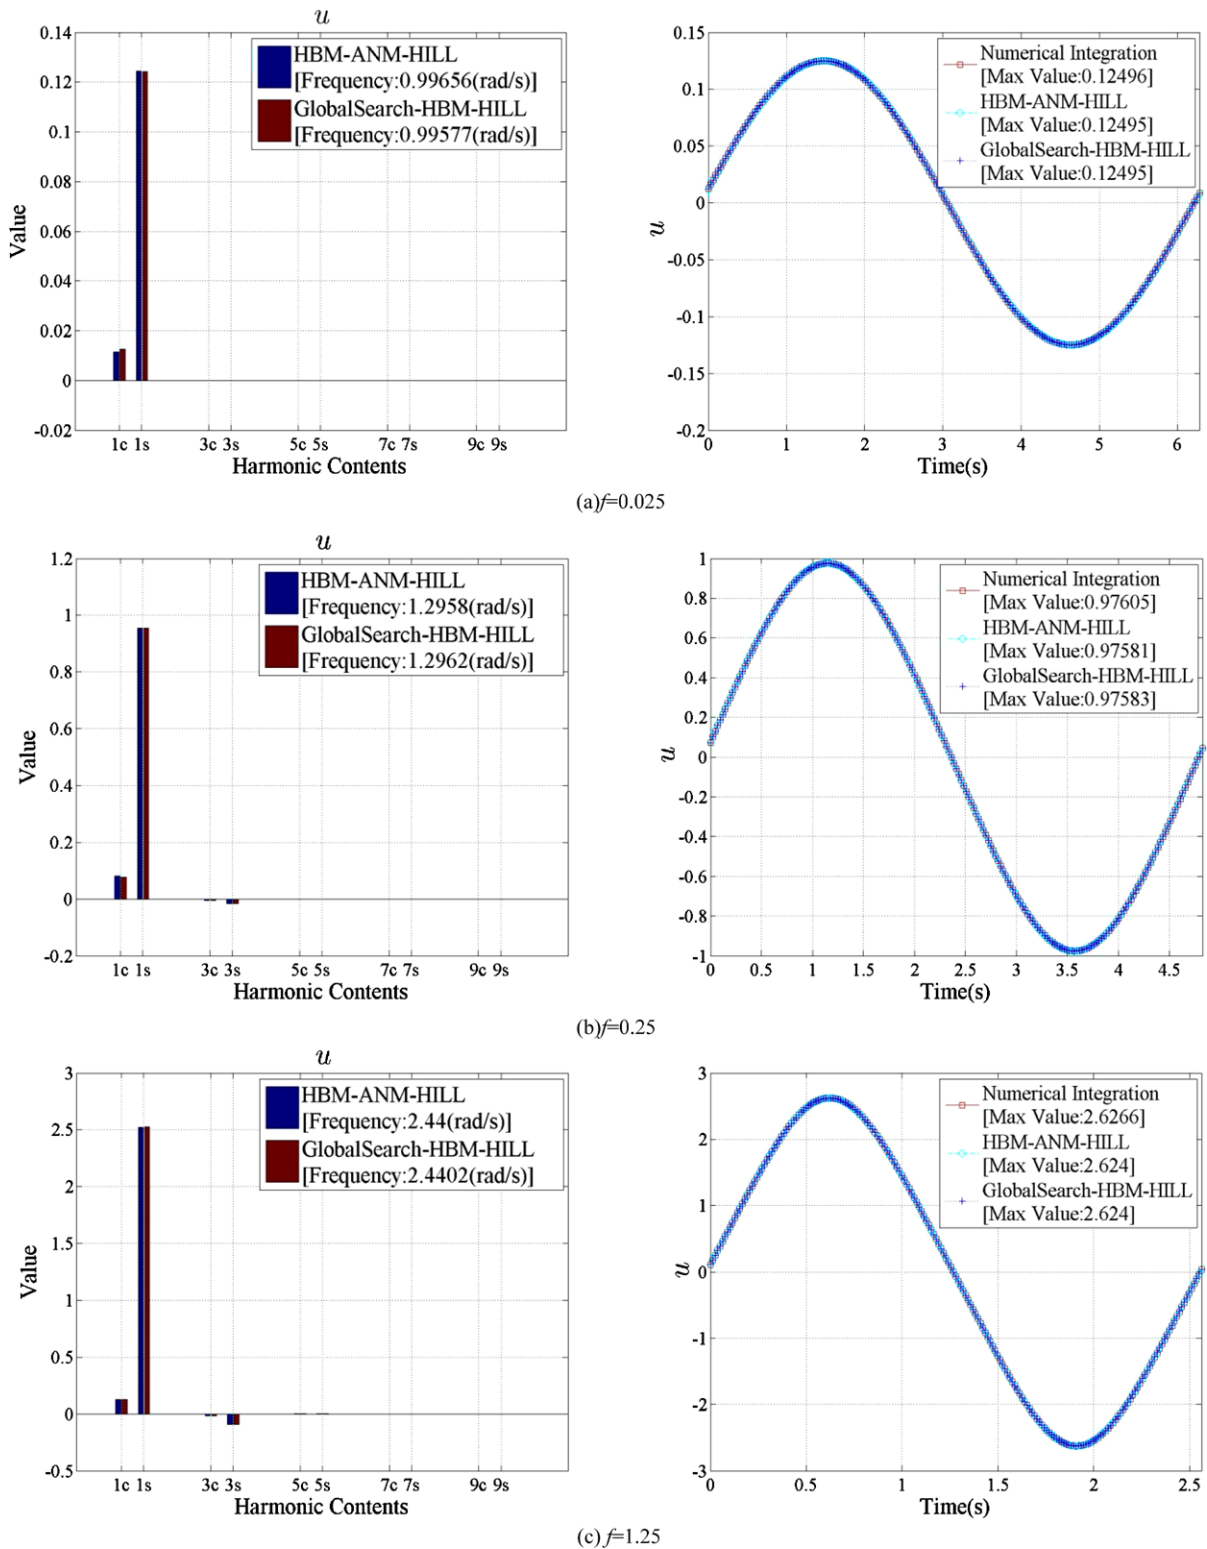 u
0.14
0.12
0.1
0.08
0.06
0.04
0.02
0
-0.02
Value
HBM-ANM-HILL
[Frequency:0.99656(rad/s)]
GlobalSearch-HBM-HILL
[Frequency:0.99577(rad/s)]
1c 1s 3c 3s 5c 5s 7c 7s 9c 9s
Harmonic Contents
0.15
0.1
0.05
0
-0.05
-0.1
-0.15
-0.2
u
Numerical Integration
[Max Value:0.12496]
HBM-ANM-HILL
[Max Value:0.12495]
GlobalSearch-HBM-HILL
[Max Value:0.12495]
0 1 2 3 4 5 6
Time(s)
(a)f=0.025
u
1.2
1
0.8
0.6
0.4
0.2
0
-0.2
Value
HBM-ANM-HILL
[Frequency:1.2958(rad/s)]
GlobalSearch-HBM-HILL
[Frequency:1.2962(rad/s)]
1c 1s 3c 3s 5c 5s 7c 7s 9c 9s
Harmonic Contents
1
0.8
0.6
0.4
0.2
0
-0.2
-0.4
-0.6
-0.8
-1
u
Numerical Integration
[Max Value:0.97605]
HBM-ANM-HILL
[Max Value:0.97581]
GlobalSearch-HBM-HILL
[Max Value:0.97583]
0 0.5 1 1.5 2 2.5 3 3.5 4 4.5
Time(s)
(b)f=0.25
u
3
2.5
2
1.5
1
0.5
0
-0.5
Value
HBM-ANM-HILL
[Frequency:2.44(rad/s)]
GlobalSearch-HBM-HILL
[Frequency:2.4402(rad/s)]
1c 1s 3c 3s 5c 5s 7c 7s 9c 9s
Harmonic Contents
3
2
1
0
-1
-2
-3
u
Numerical Integration
[Max Value:2.6266]
HBM-ANM-HILL
[Max Value:2.624]
GlobalSearch-HBM-HILL
[Max Value:2.624]
0 0.5 1 1.5 2 2.5
Time(s)
(c) f=1.25